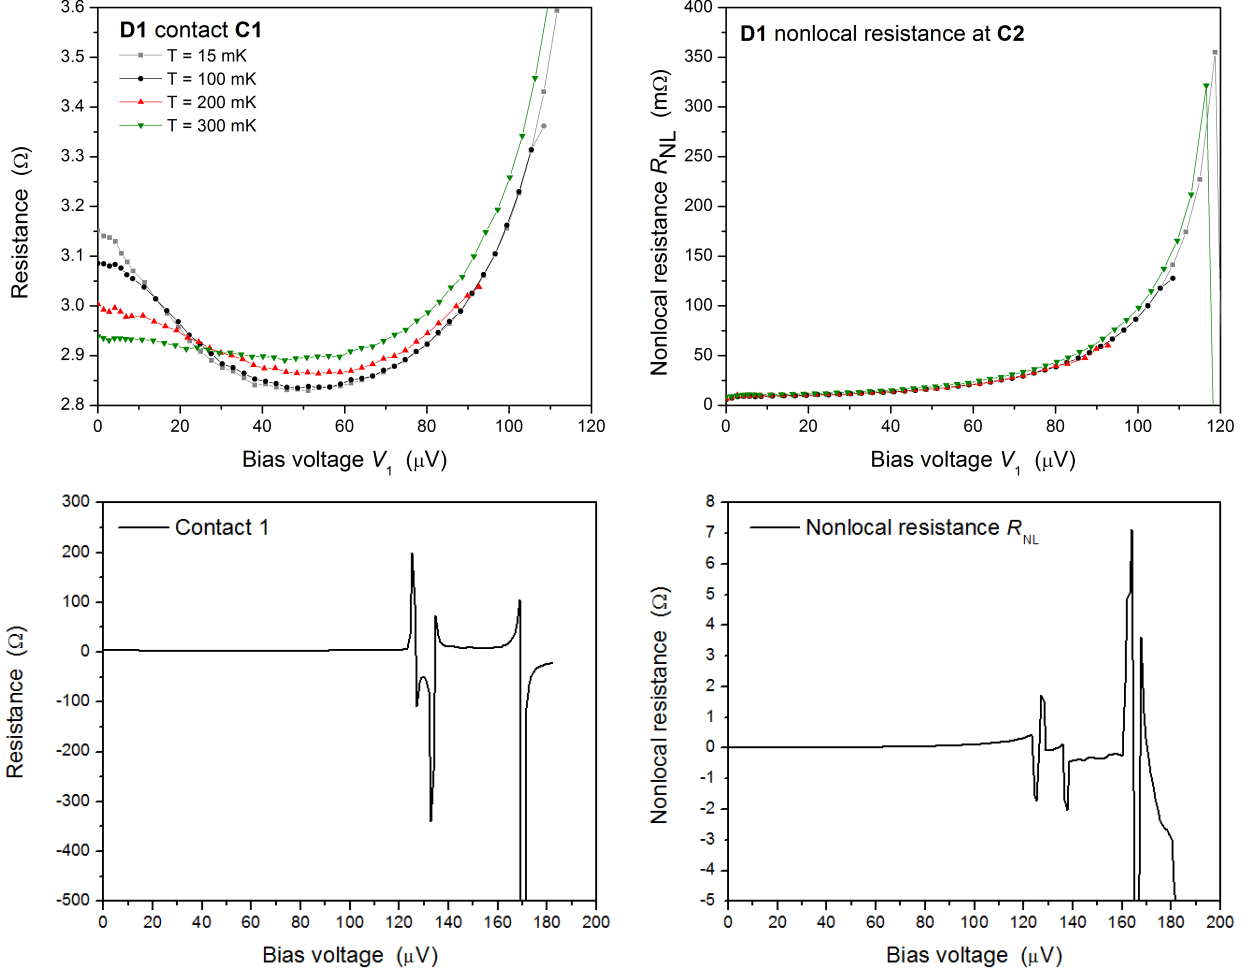 D1 contact C1
T = 15 mK
T = 100 mK
T = 200 mK
T = 300 mK
3.6
3.5
3.4
3.3
3.2
3.1
3.0
2.9
2.8
Resistance (Ω)
0 20 40 60 80 100 120
Bias voltage V1 (μV)
D1 nonlocal resistance at C2
400
350
300
250
200
150
100
50
0
Nonlocal resistance RNL (mΩ)
0 20 40 60 80 100 120
Bias voltage V1 (μV)
Contact 1
300
200
100
0
-100
-200
-300
-400
-500
Resistance (Ω)
0 20 40 60 80 100 120 140 160 180 200
Bias voltage (μV)
Nonlocal resistance RNL
8
7
6
5
4
3
2
1
0
-1
-2
-3
-4
-5
Nonlocal resistance (Ω)
0 20 40 60 80 100 120 140 160 180 200
Bias voltage (μV)